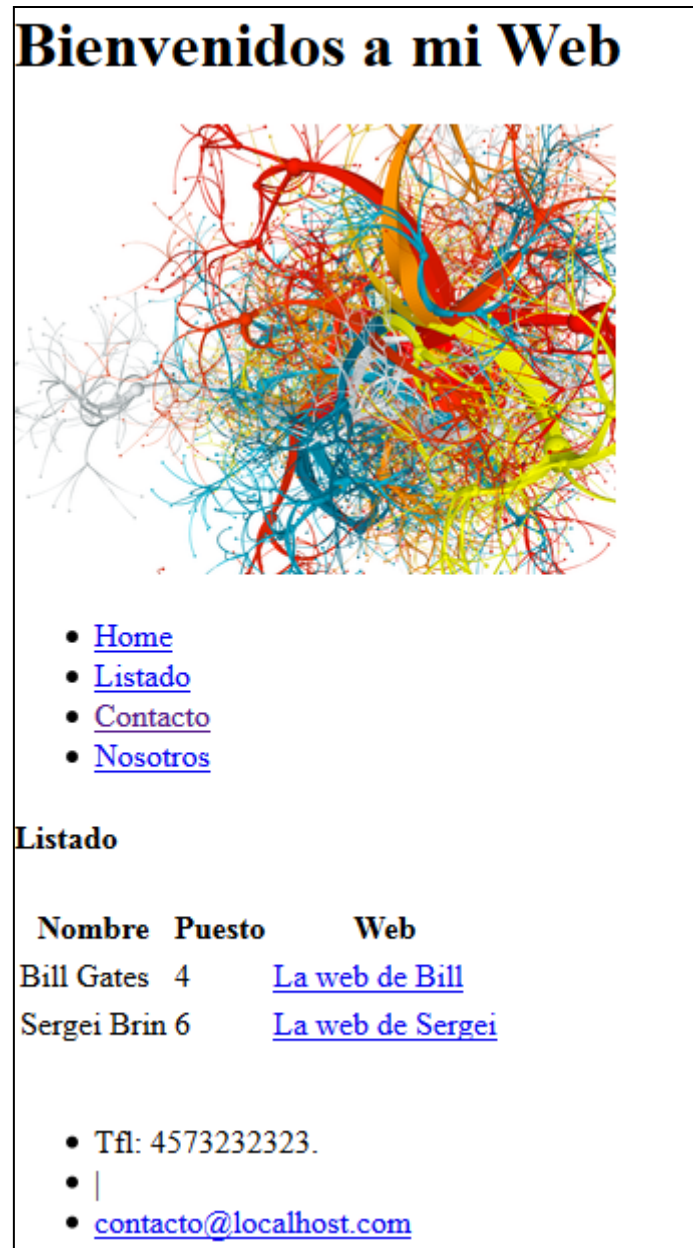 Bienvenidos a mi Web
Home
Listado
Contacto
Nosotros
Listado
Nombre Puesto Web
Bill Gates 4 La web de Bill
Sergei Brin 6 La web de Sergei
Tfl: 4573232323.
|
contacto@localhost.com